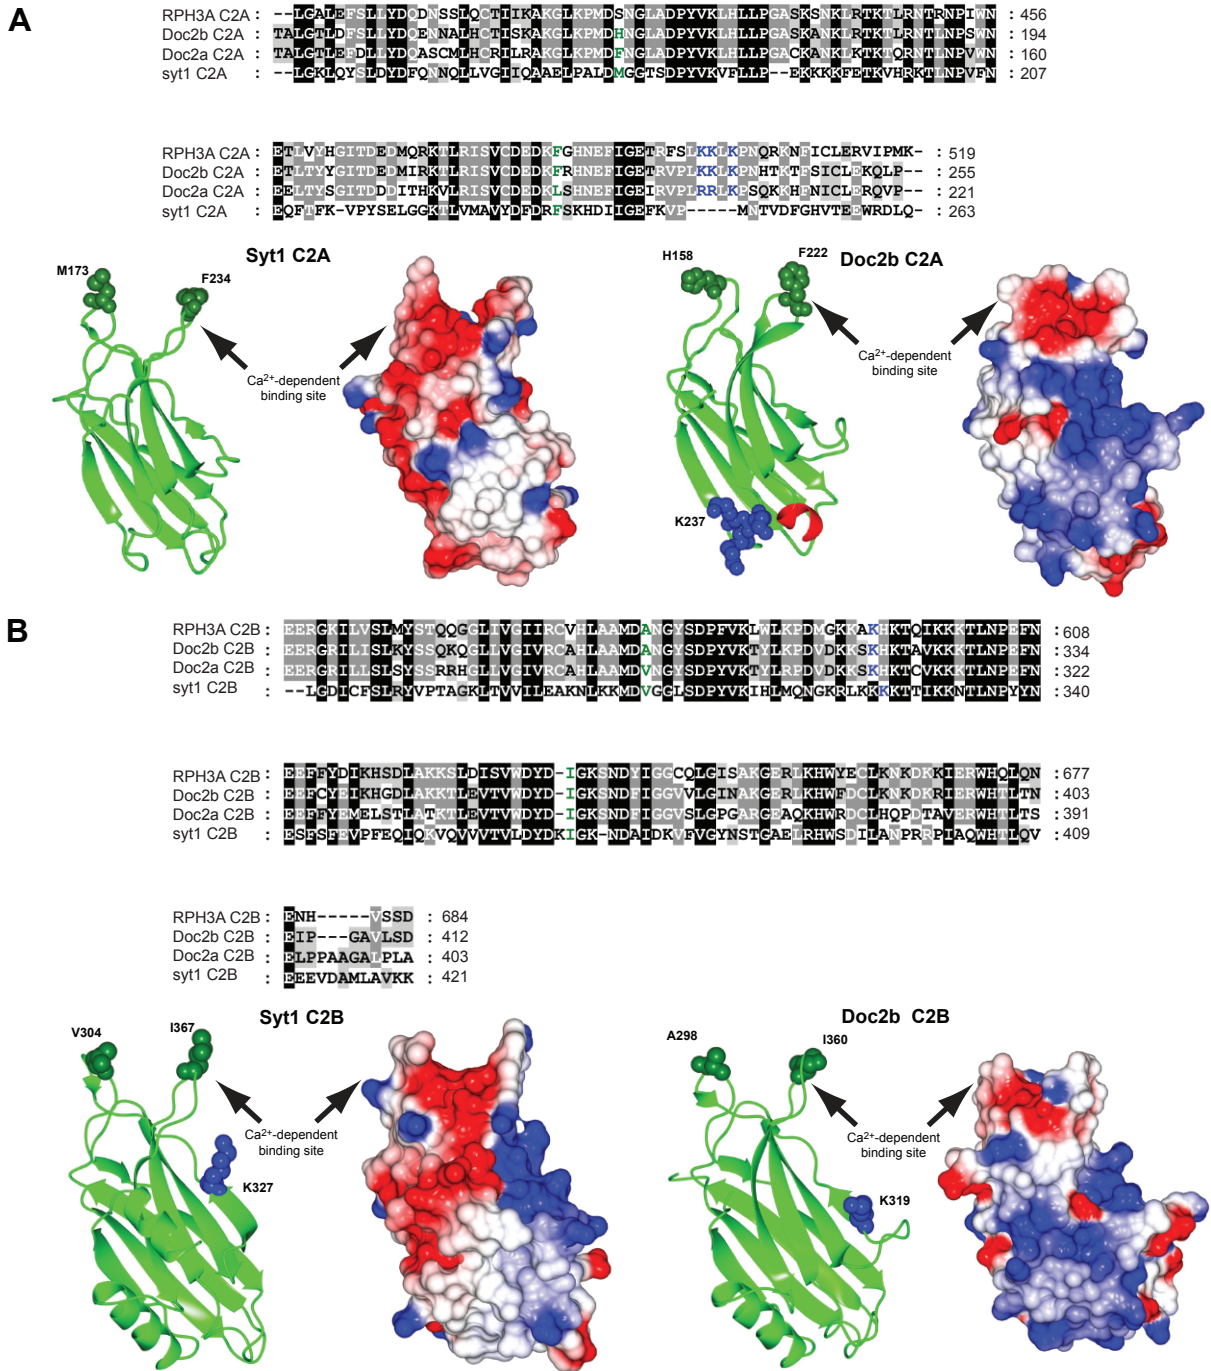 A
RPH3A C2A : --LGALEFSLLYDQDNSSLQCTIIKAKGLKPMDSNGLADPYVKLHLLPGASKSNKLRTKTLRNTRNPIWN : 456
Doc2b C2A : TALGTLDFSLLYDQENNALHCTISKAKGLKPMDHNGLADPYVKLHLLPGASKANKLRTKTLRNTLNPSWN : 194
Doc2a C2A : TALGTLEFDLLYDQASCMLHCRILRAKGLKPMDFNGLADPYVKLHLLPGACKANKLKTKTQRNTLNPVWN : 160
syt1 C2A : --LGKLQYSLDYDFQNNQLLVGIIQAAELPALDMGGTSDPYVKVFLLP--EKKKKFETKVHRKTLNPVFN : 207
RPH3A C2A : ETLVYHGITDEDMQRKTLRISVCDEDKFGHNEFIGETRFSLKKLKPNQRKNFICLERVIPMK- : 519
Doc2b C2A : ETLTYYGITDEDMIRKTLRISVCDEDKFRHNEFIGETRVPLKKLKPNHTKTFSICLEKQLP-- : 255
Doc2a C2A : EELTYSGITDDDITHKVLRISVCDEDKLSHNEFIGEIRVPLRRLKPSQKKHFNICLERQVP-- : 221
syt1 C2A : EQFTFK-VPYSELGGKTLVMAVYDFDRFSKHDIIGEFKVP-----MNTVDFGHVTEEWRDLQ- : 263
Syt1 C2A
Doc2b C2A
M173
F234
H158
F222
Ca²⁺-dependent
binding site
Ca²⁺-dependent
binding site
K237
B
RPH3A C2B : EERGKILVSLMYSTQQGGLIVGIIRCVHLAAMDANGYSDPFVKLWLKPDMGKKAKHKTQIKKKTLNPEFN : 608
Doc2b C2B : EERGRILISLKYSSQKQGLLVGIVRCAHLAAMDANGYSDPYVKTYLKPDVDKKSKHKTAVKKKTLNPEFN : 334
Doc2a C2B : EERGRILLSLSYSSRRHGLLVGIVRCAHLAAMDVNGYSDPYVKTYLRPDVDKKSKHKTCVKKKTLNPEFN : 322
syt1 C2B : --LGDICFSLRYVPTAGKLTVVILEAKNLKKMDVGGLSDPYVKIHLMQNGKRLKKKKTTIKKNTLNPYYN : 340
RPH3A C2B : EEFFYDIKHSDLAKKSLDISVWDYD-IGKSNDYIGGCQLGISAKGERLKHWYECLKNKDKKIERWHQLQN : 677
Doc2b C2B : EEFCYEIKHGDLAKKTLEVTVWDYD-IGKSNDFIGGVVLGINAKGERLKHWFDCLKNKDKRIERWHTLTN : 403
Doc2a C2B : EEFFYEMELSTLATKTLEVTVWDYD-IGKSNDFIGGVSLGPGARGEAQKHWRDCLHQPDTAVERWHTLTS : 391
syt1 C2B : ESFSFEVPFEQIQKVQVVVTVLDYDKIGK-NDAIDKVFVGYNSTGAELRHWSDILANPRRPIAQWHTLQV : 409
RPH3A C2B : ENH-----VSSD : 684
Doc2b C2B : EIP---GAVLSD : 412
Doc2a C2B : ELPPAAGALPLA : 403
syt1 C2B : EEEVDAMLAVKK : 421
Syt1 C2B
Doc2b C2B
V304
I367
A298
I360
Ca²⁺-dependent
binding site
Ca²⁺-dependent
binding site
K327
K319